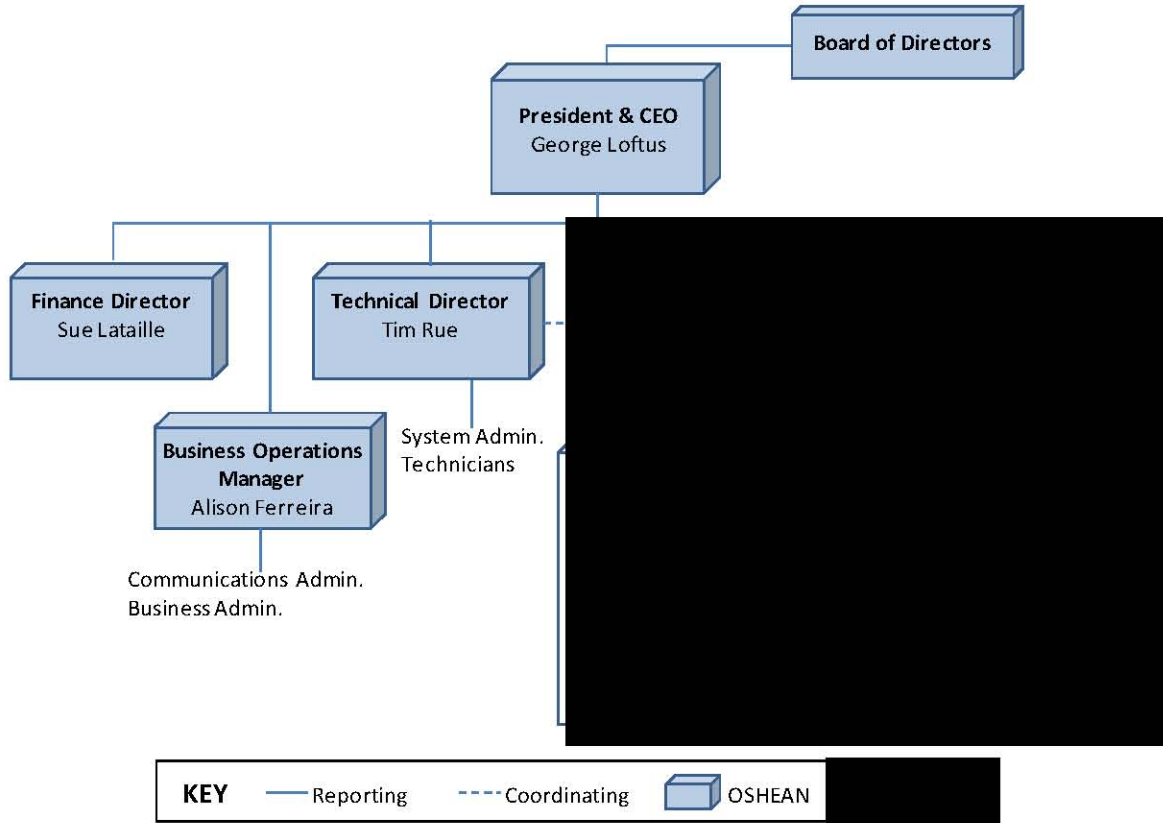 Board of Directors
President & CEO
George Loftus
Finance Director
Sue Lataille
Technical Director
Tim Rue
System Admin.
Technicians
Business Operations
Manager
Alison Ferreira
Communications Admin.
Business Admin.
KEY Reporting Coordinating OSHEAN